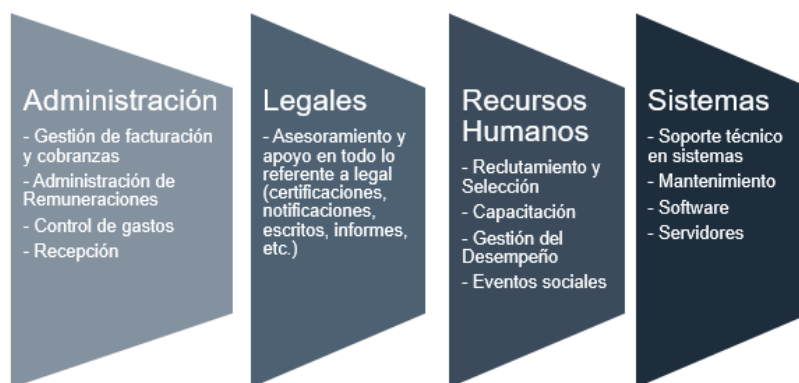 Administración
- Gestión de facturación
y cobranzas
- Administración de
Remuneraciones
- Control de gastos
- Recepción
Legales
- Asesoramiento y
apoyo en todo lo
referente a legal
(certificaciones,
notificaciones,
escritos, informes,
etc.)
Recursos
Humanos
- Reclutamiento y
Selección
- Capacitación
- Gestión del
Desempeño
- Eventos sociales
Sistemas
- Soporte técnico
en sistemas
- Mantenimiento
- Software
- Servidores